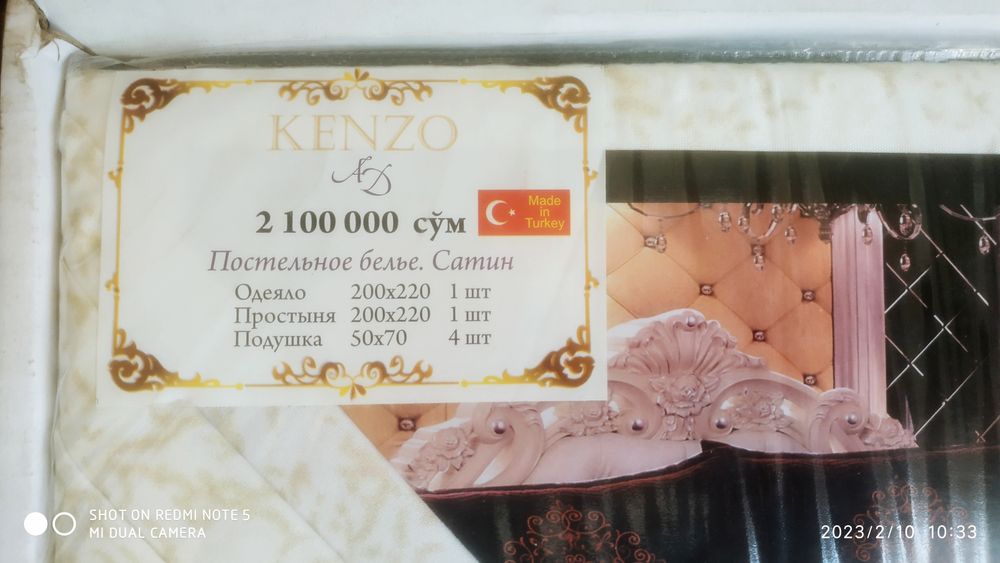 KENZO
АД
2 100 000 сўм
Made
in
Turkey
Постельное белье. Сатин
Одеяло 200х220 1 шт
Простыня 200х220 1 шт
Подушка 50х70 4 шт
SHOT ON REDMI NOTE 5
MI DUAL CAMERA
2023/2/10 10:33